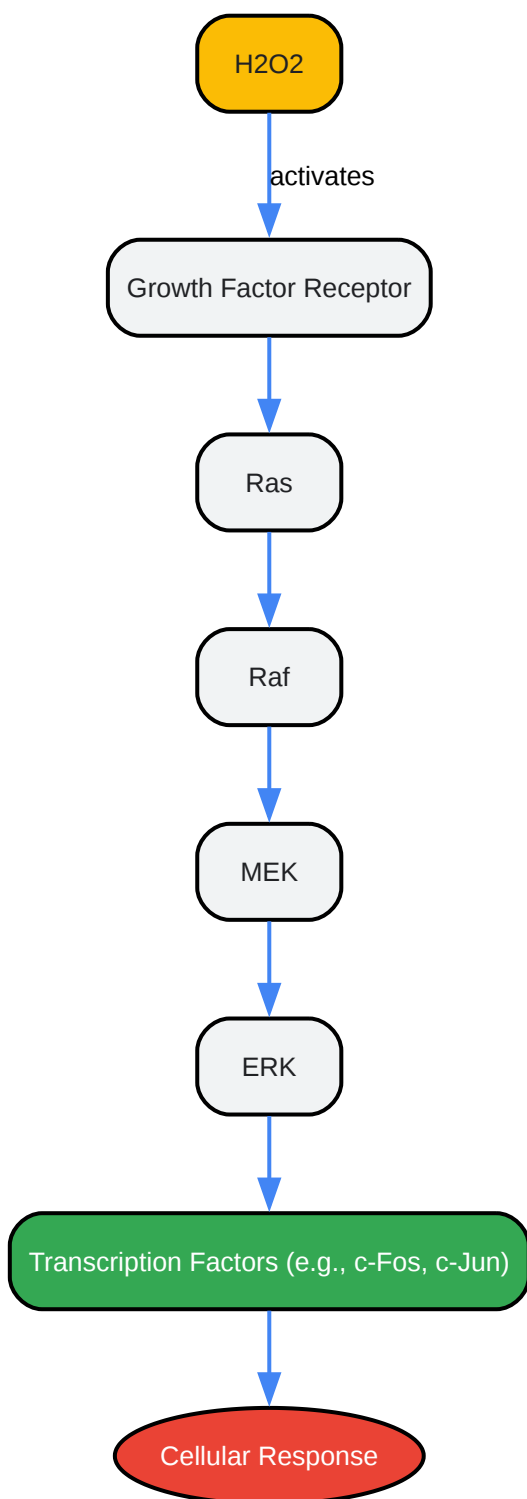 H2O2
activates
Growth Factor Receptor
Ras
Raf
MEK
ERK
Transcription Factors (e.g., c-Fos, c-Jun)
Cellular Response